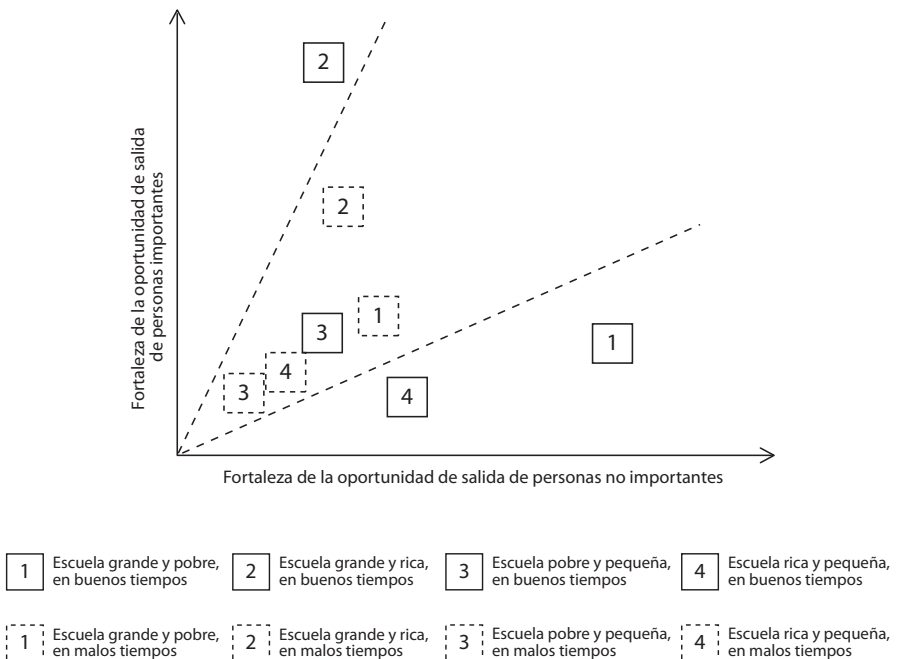 Fortaleza de la oportunidad de salida
de personas importantes
2
2
1
3
1
4
3
4
Fortaleza de la oportunidad de salida de personas no importantes
1 Escuela grande y pobre,
en buenos tiempos
2 Escuela grande y rica,
en buenos tiempos
3 Escuela pobre y pequeña,
en buenos tiempos
4 Escuela rica y pequeña,
en buenos tiempos
1 Escuela grande y pobre,
en malos tiempos
2 Escuela grande y rica,
en malos tiempos
3 Escuela pobre y pequeña,
en malos tiempos
4 Escuela rica y pequeña,
en malos tiempos